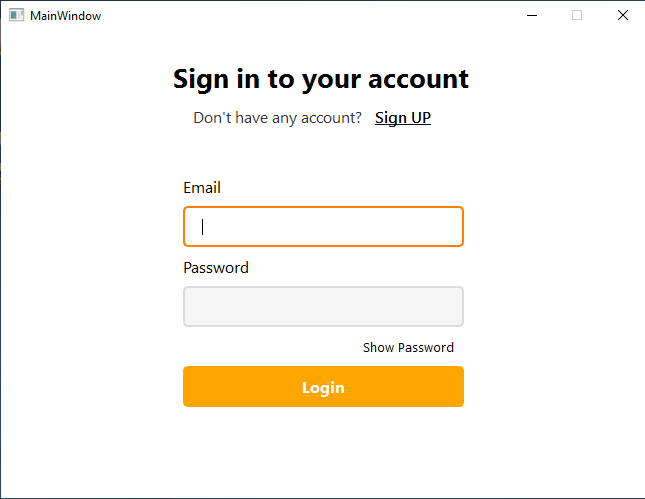 MainWindow
Sign in to your account
Don't have any account? Sign UP
Email
Password
Show Password
Login